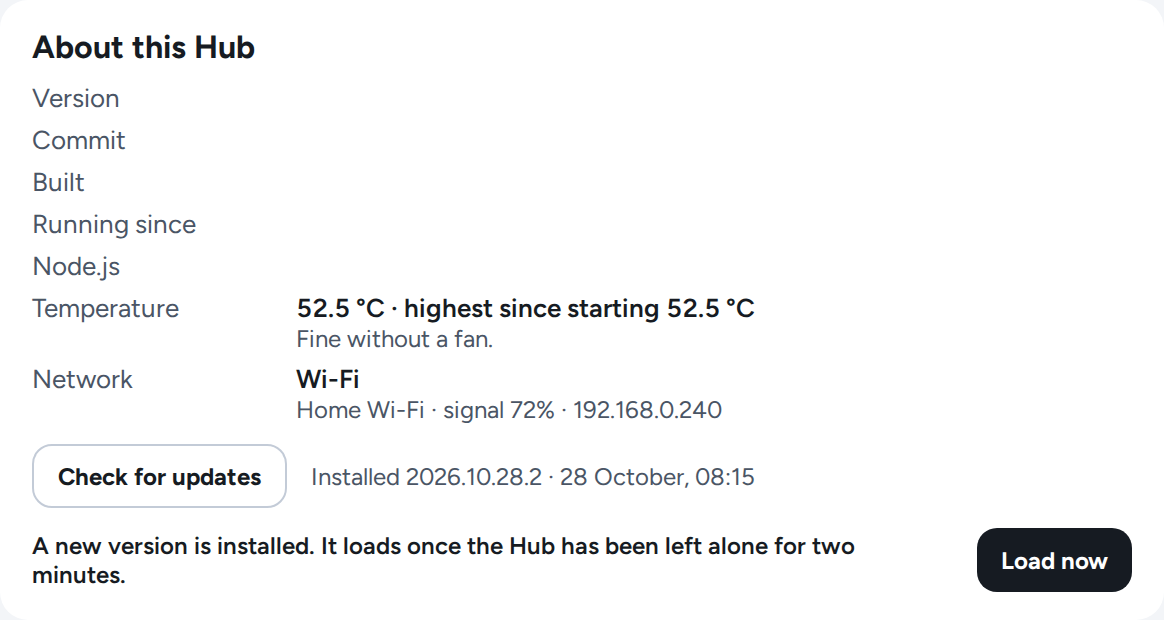 About this Hub
Version
Commit
Built
Running since
Node.js
Temperature 52.5 °C · highest since starting 52.5 °C
Fine without a fan.
Network Wi-Fi
Home Wi-Fi · signal 72% · 192.168.0.240
Check for updates Installed 2026.10.28.2 · 28 October, 08:15
A new version is installed. It loads once the Hub has been left alone for two
minutes.
Load now